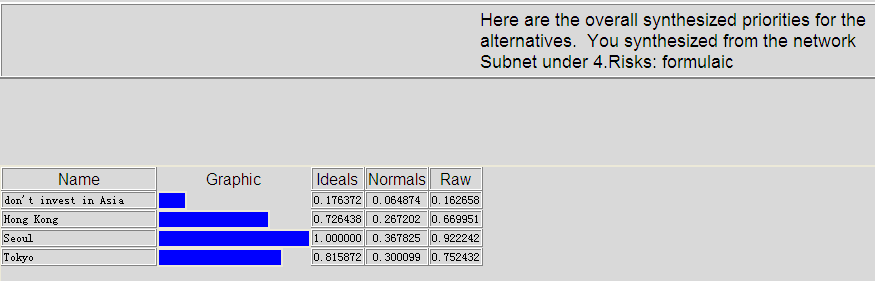 Here are the overall synthesized priorities for the
alternatives. You synthesized from the network
Subnet under 4.Risks: formulaic
Name Graphic Ideals Normals Raw
don't invest in Asia 0.176372 0.064874 0.162658
Hong Kong 0.726438 0.267202 0.669951
Seoul 1.000000 0.367825 0.922242
Tokyo 0.815872 0.300099 0.752432